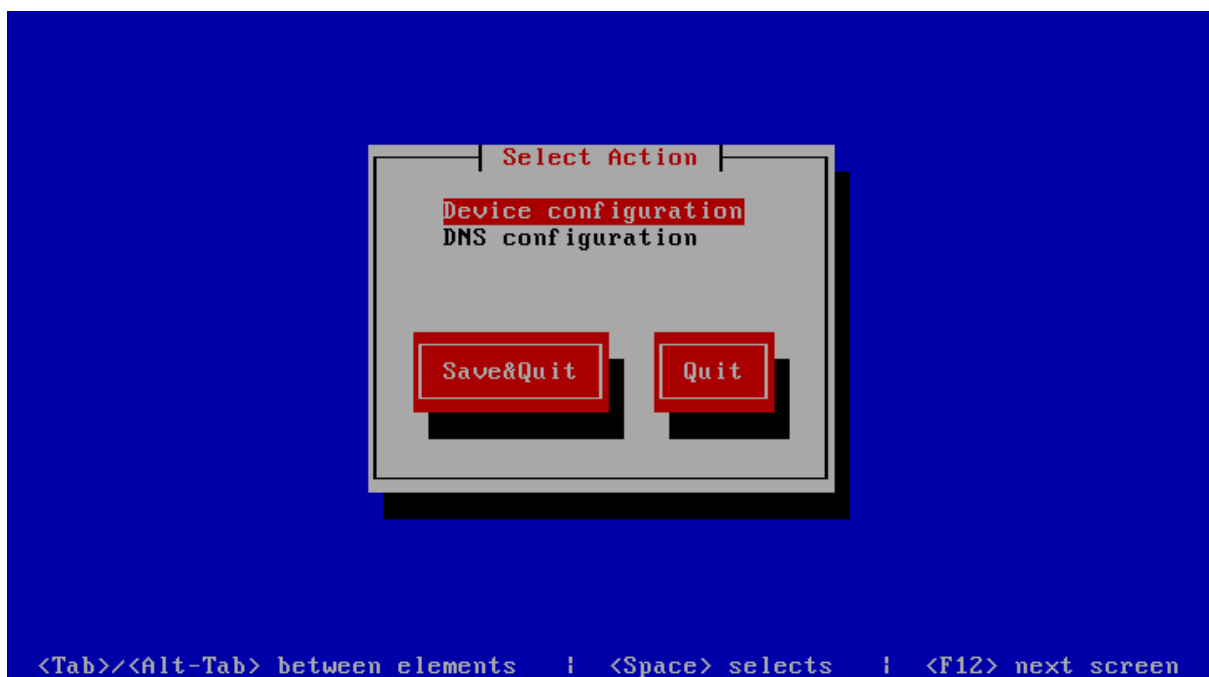 Select Action
Device configuration
DNS configuration
Save&Quit Quit
<Tab>/<Alt-Tab> between elements | <Space> selects | <F12> next screen